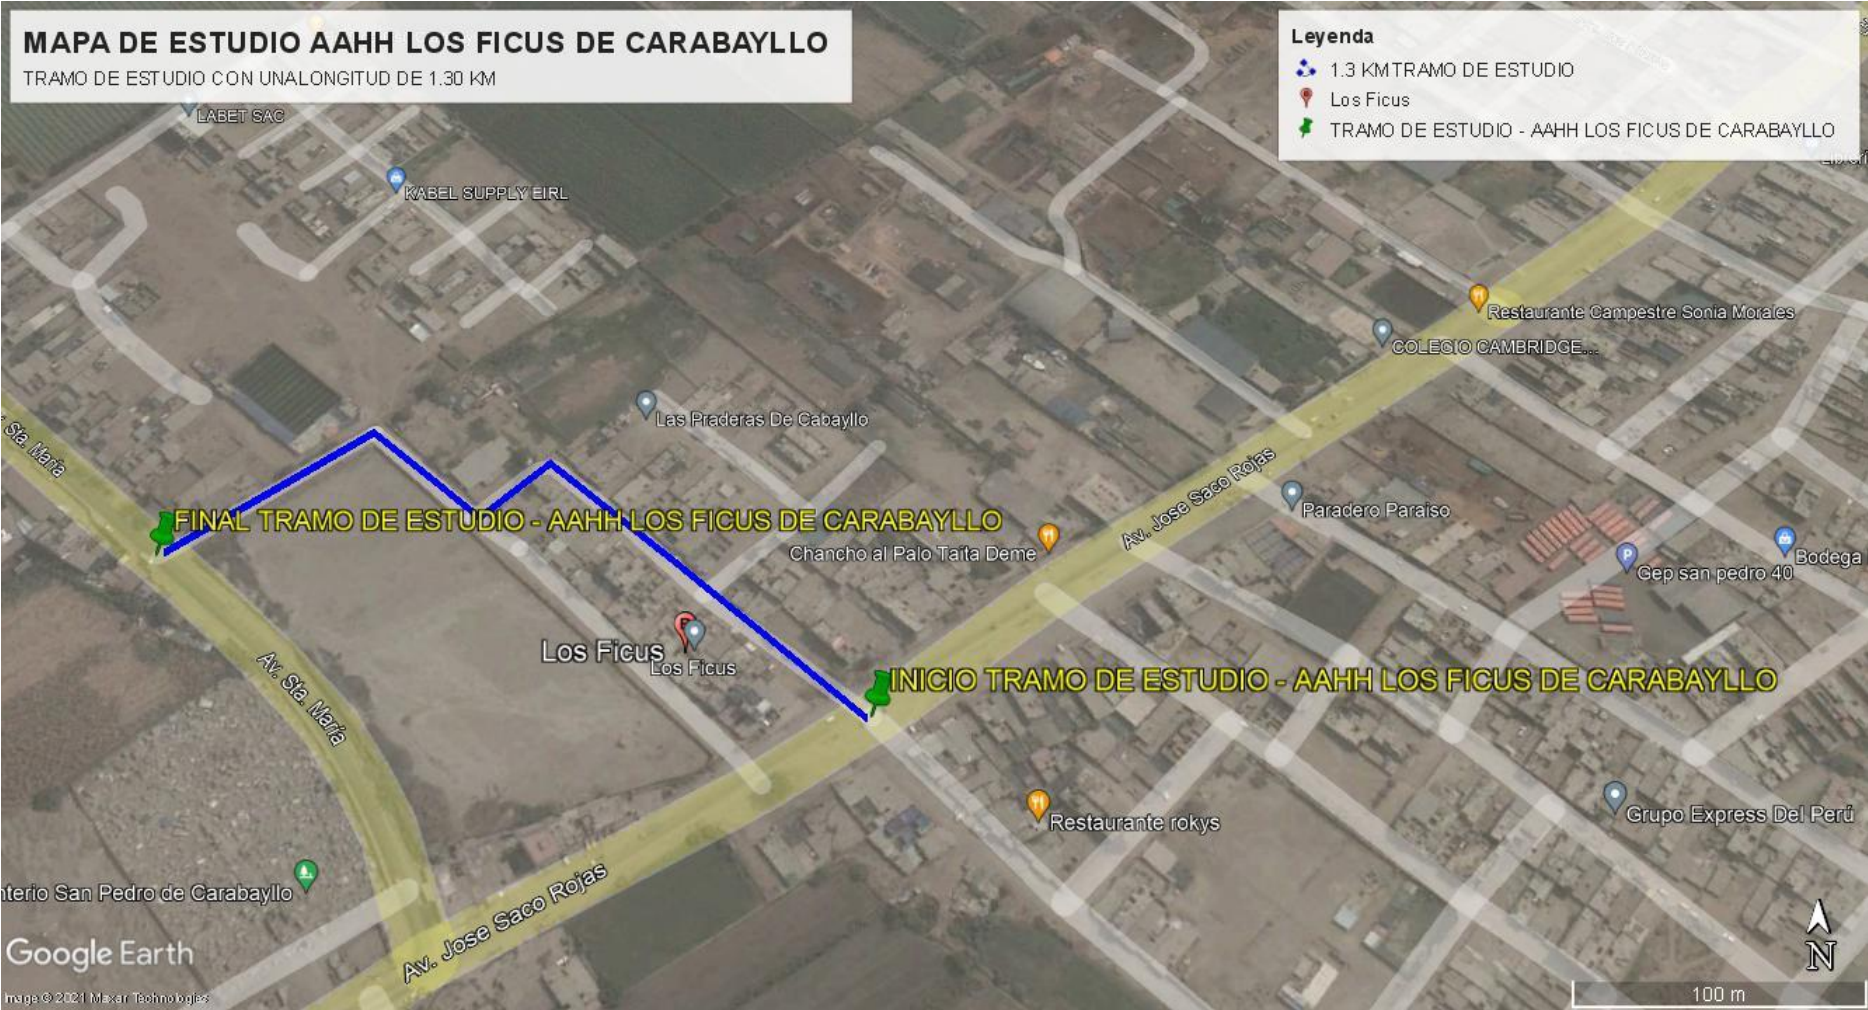 MAPA DE ESTUDIO AAHH LOS FICUS DE CARABAYLLO
TRAMO DE ESTUDIO CON UNALONGITUD DE 1.30 KM
Leyenda
1.3 KM TRAMO DE ESTUDIO
Los Ficus
TRAMO DE ESTUDIO - AAHH LOS FICUS DE CARABAYLLO
LABET SAC
KABEL SUPPLY EIRL
Restaurante Campestre Sonia Morales
COLEGIO CAMBRIDGE...
Las Praderas De Cabayllo
Sta. María
Av. Jose Saco Rojas
Paradero Paraiso
FINAL TRAMO DE ESTUDIO - AAHH LOS FICUS DE CARABAYLLO
Chancho al Palo Taita Deme
Bodega
P
Gep san pedro 40
Los Ficus
Los Ficus
INICIO TRAMO DE ESTUDIO - AAHH LOS FICUS DE CARABAYLLO
Av. Sta. María
Restaurante rokys
Grupo Express Del Perú
nterio San Pedro de Carabayllo
Av. Jose Saco Rojas
Google Earth
N
Image © 2021 Maxar Technologies
100 m